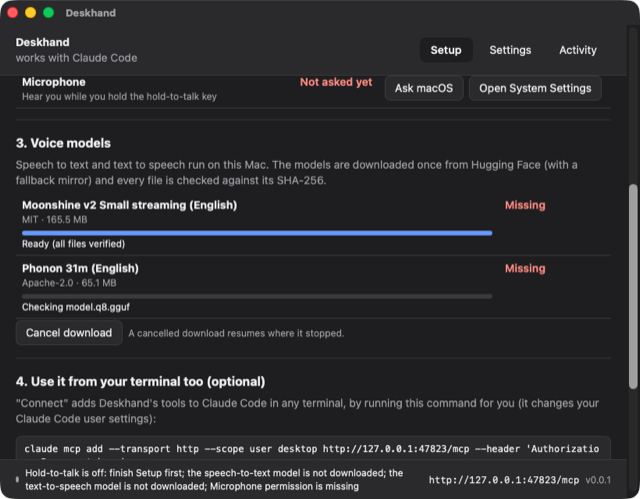 Deskhand
Deskhand
works with Claude Code
Setup
Settings
Activity
Microphone
Hear you while you hold the hold-to-talk key
Not asked yet
Ask macOS
Open System Settings
3. Voice models
Speech to text and text to speech run on this Mac. The models are downloaded once from Hugging Face (with a
fallback mirror) and every file is checked against its SHA-256.
Moonshine v2 Small streaming (English)
Missing
MIT · 165.5 MB
Ready (all files verified)
Phonon 31m (English)
Missing
Apache-2.0 · 65.1 MB
Checking model.q8.gguf
Cancel download
A cancelled download resumes where it stopped.
4. Use it from your terminal too (optional)
"Connect" adds Deskhand's tools to Claude Code in any terminal, by running this command for you (it changes your
Claude Code user settings):
claude mcp add --transport http --scope user desktop http://127.0.0.1:47823/mcp --header 'Authorizatio
Hold-to-talk is off: finish Setup first; the speech-to-text model is not downloaded; the
text-to-speech model is not downloaded; Microphone permission is missing
http://127.0.0.1:47823/mcp
v0.0.1